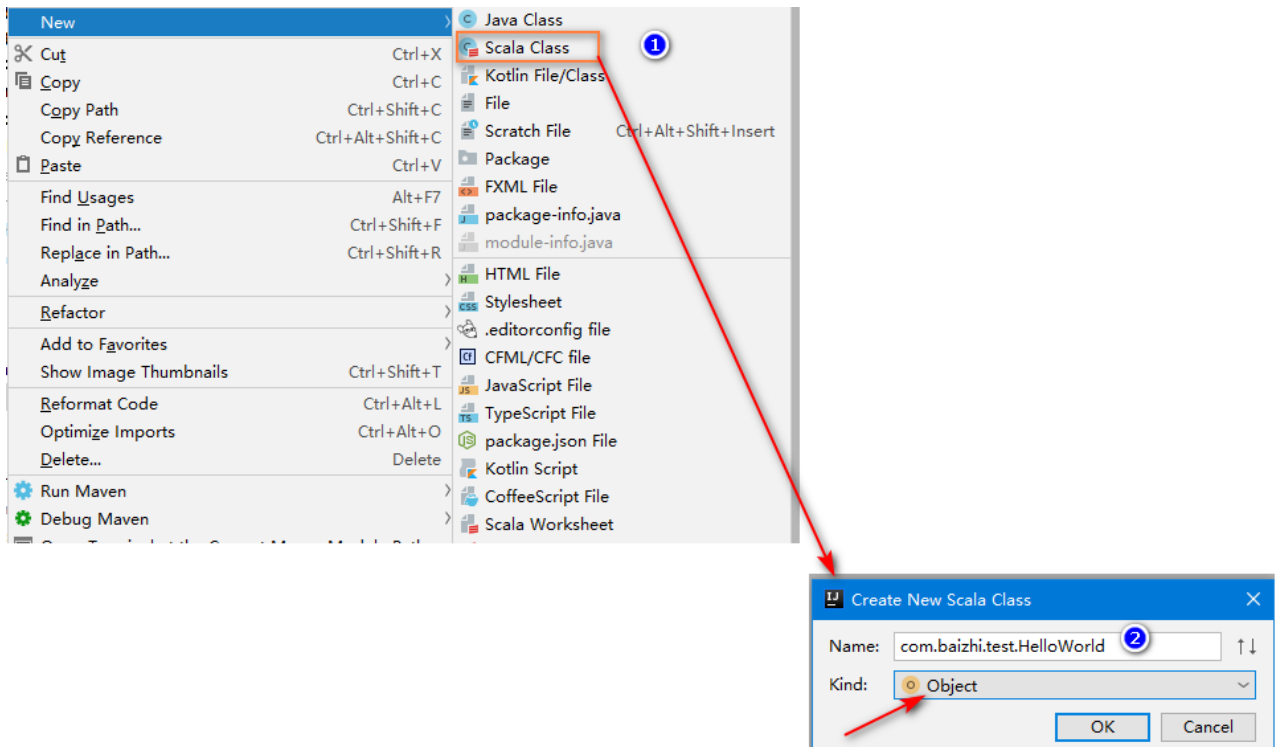 New
Cut Ctrl+X
Copy Ctrl+C
Copy Path Ctrl+Shift+C
Copy Reference Ctrl+Alt+Shift+C
Paste Ctrl+V
Find Usages Alt+F7
Find in Path... Ctrl+Shift+F
Replace in Path... Ctrl+Shift+R
Analyze
Refactor
Add to Favorites
Show Image Thumbnails Ctrl+Shift+T
Reformat Code Ctrl+Alt+L
Optimize Imports Ctrl+Alt+O
Delete... Delete
Run Maven
Debug Maven
Java Class
Scala Class 1
Kotlin File/Class
File
Scratch File Ctrl+Alt+Shift+Insert
Package
FXML File
package-info.java
module-info.java
HTML File
Stylesheet
.editorconfig file
CFML/CFC file
JavaScript File
TypeScript File
package.json File
Kotlin Script
CoffeeScript File
Scala Worksheet
Create New Scala Class
Name: com.baizhi.test.HelloWorld 2
Kind: Object
OK Cancel